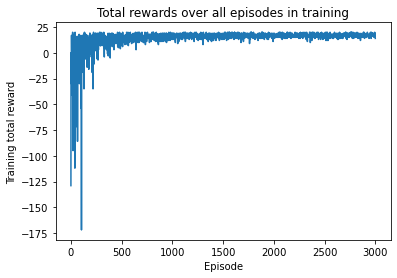 Total rewards over all episodes in training
25
0
−25
−50
−75
−100
−125
−150
−175
Training total reward
0 500 1000 1500 2000 2500 3000
Episode